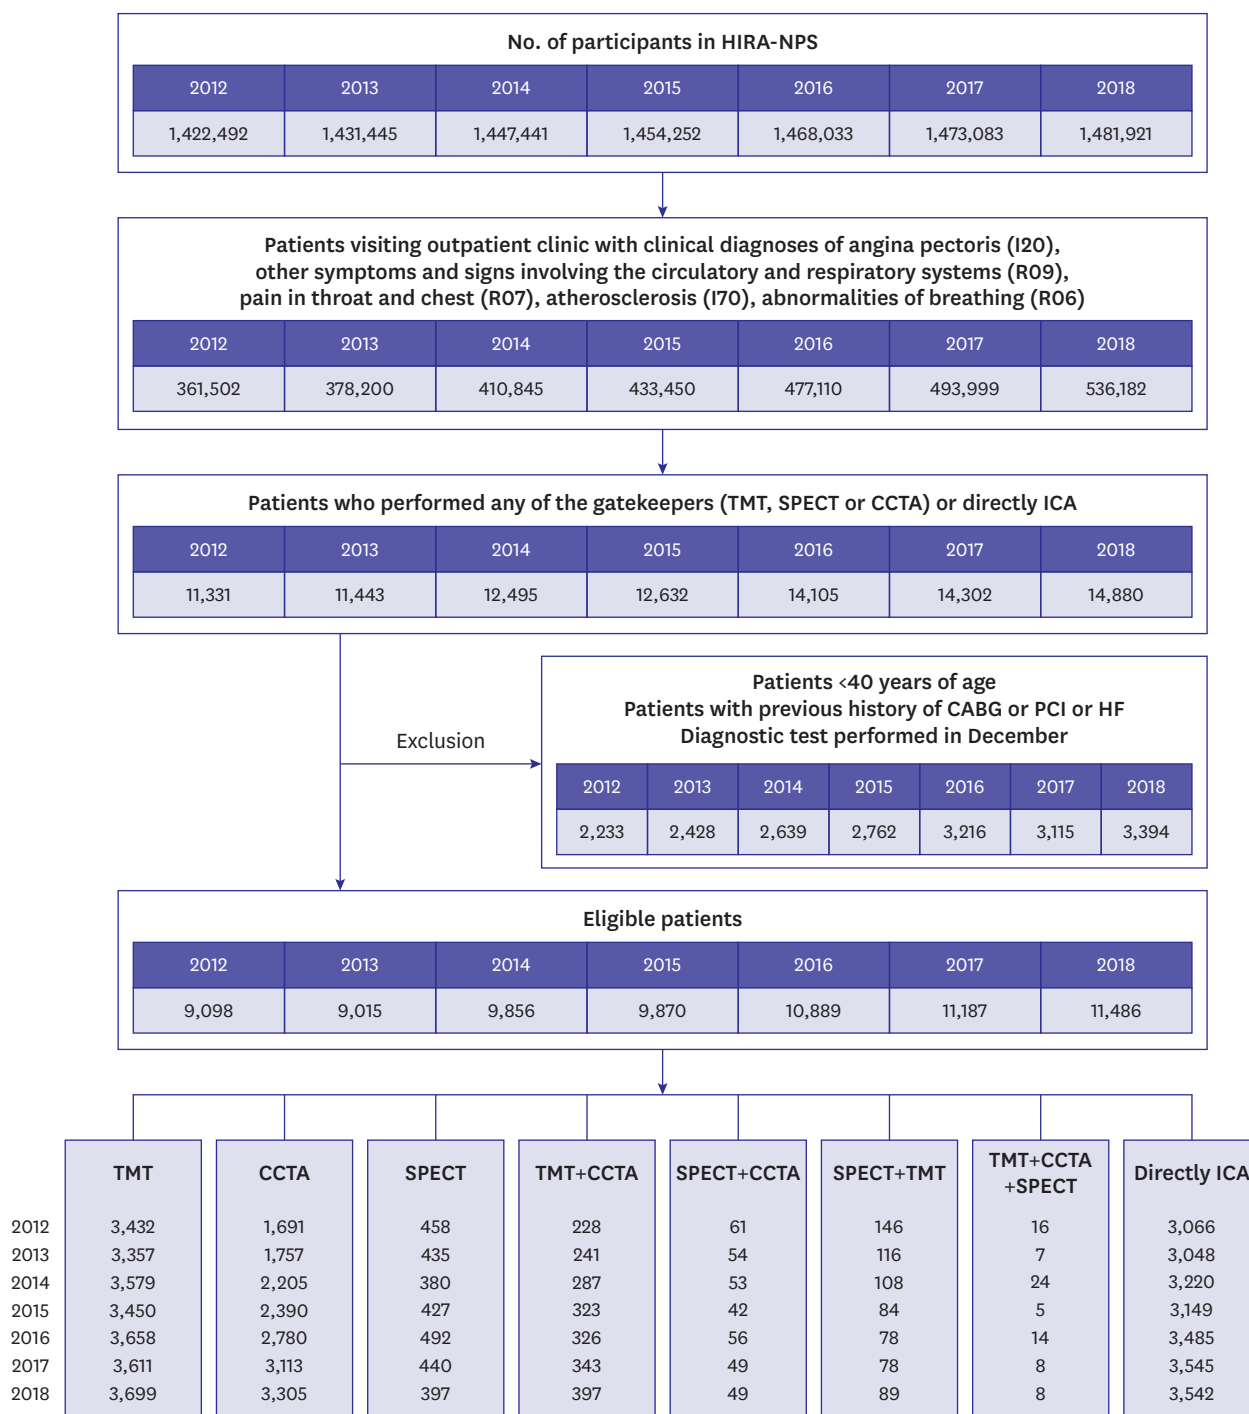 No. of participants in HIRA-NPS
2012 2013 2014 2015 2016 2017 2018
1,422,492 1,431,445 1,447,441 1,454,252 1,468,033 1,473,083 1,481,921
Patients visiting outpatient clinic with clinical diagnoses of angina pectoris (I20),
other symptoms and signs involving the circulatory and respiratory systems (R09),
pain in throat and chest (R07), atherosclerosis (I70), abnormalities of breathing (R06)
2012 2013 2014 2015 2016 2017 2018
361,502 378,200 410,845 433,450 477,110 493,999 536,182
Patients who performed any of the gatekeepers (TMT, SPECT or CCTA) or directly ICA
2012 2013 2014 2015 2016 2017 2018
11,331 11,443 12,495 12,632 14,105 14,302 14,880
Exclusion
Patients <40 years of age
Patients with previous history of CABG or PCI or HF
Diagnostic test performed in December
2012 2013 2014 2015 2016 2017 2018
2,233 2,428 2,639 2,762 3,216 3,115 3,394
Eligible patients
2012 2013 2014 2015 2016 2017 2018
9,098 9,015 9,856 9,870 10,889 11,187 11,486
TMT CCTA SPECT TMT+CCTA SPECT+CCTA SPECT+TMT TMT+CCTA
+SPECT Directly ICA
2012 3,432 1,691 458 228 61 146 16 3,066
2013 3,357 1,757 435 241 54 116 7 3,048
2014 3,579 2,205 380 287 53 108 24 3,220
2015 3,450 2,390 427 323 42 84 5 3,149
2016 3,658 2,780 492 326 56 78 14 3,485
2017 3,611 3,113 440 343 49 78 8 3,545
2018 3,699 3,305 397 397 49 89 8 3,542